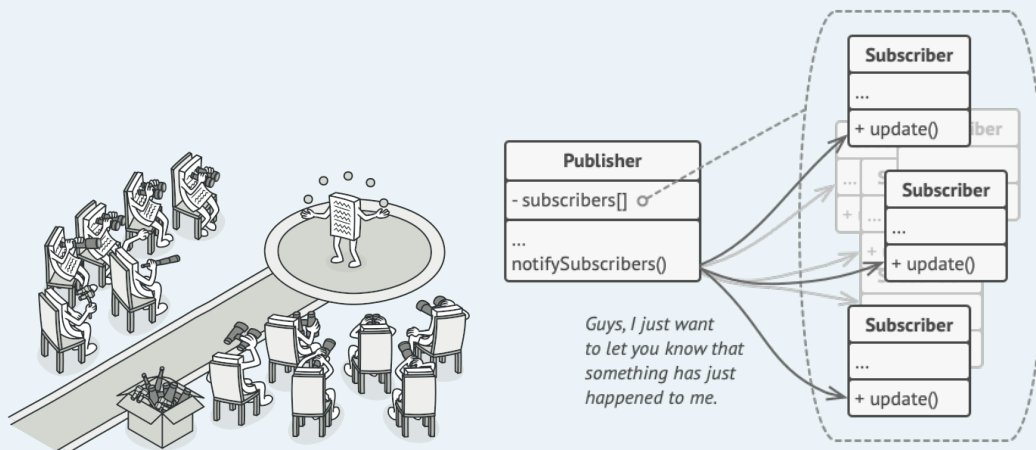 Publisher
- subscribers[]
...
notifySubscribers()
Guys, I just want
to let you know that
something has just
happened to me.
Subscriber
...
+ update()
iber
...
+
...
+
Subscriber
...
+ update()
Subscriber
...
+ update()